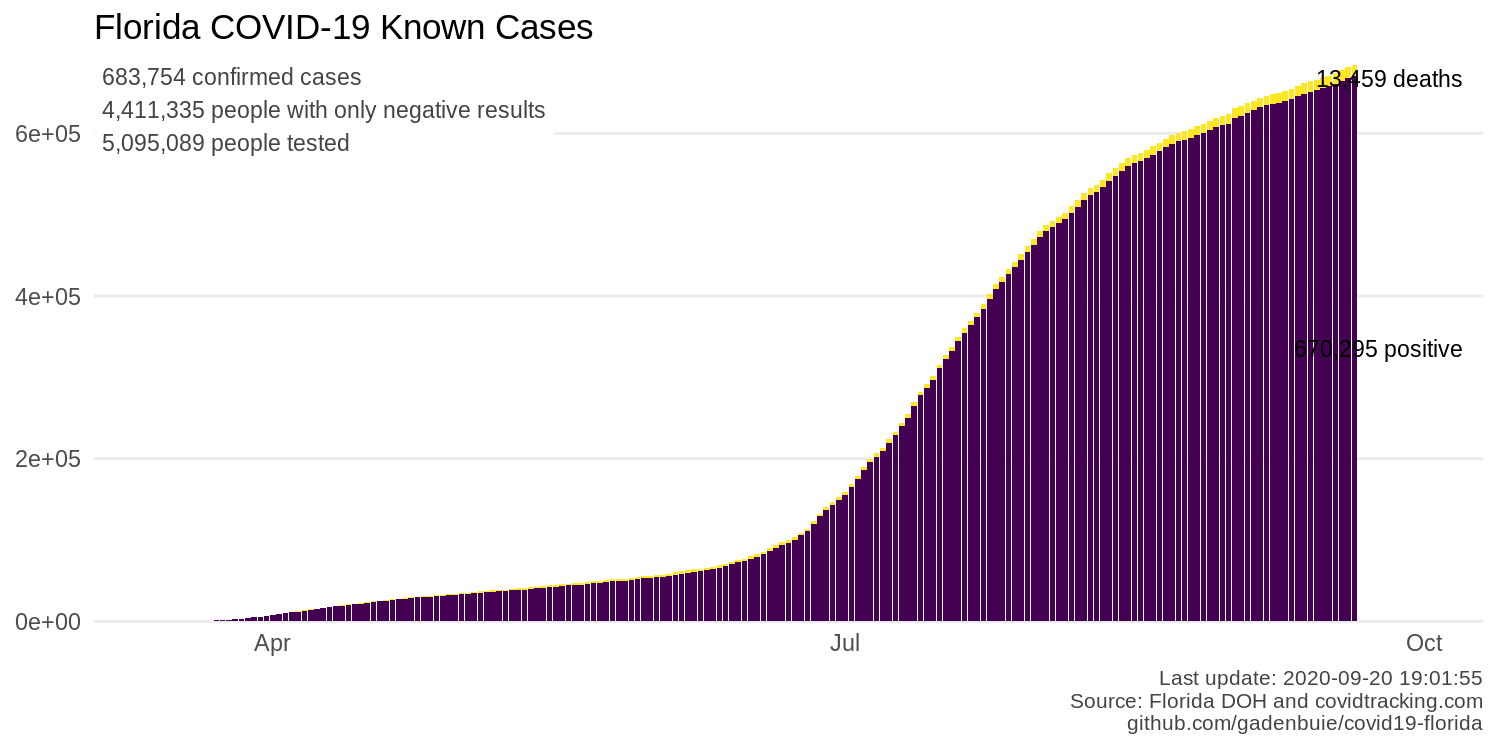 Florida COVID-19 Known Cases
683,754 confirmed cases
4,411,335 people with only negative results
5,095,089 people tested
13,459 deaths
670,295 positive
6e+05
4e+05
2e+05
0e+00
Apr Jul Oct
Last update: 2020-09-20 19:01:55
Source: Florida DOH and covidtracking.com
github.com/gadenbuie/covid19-florida